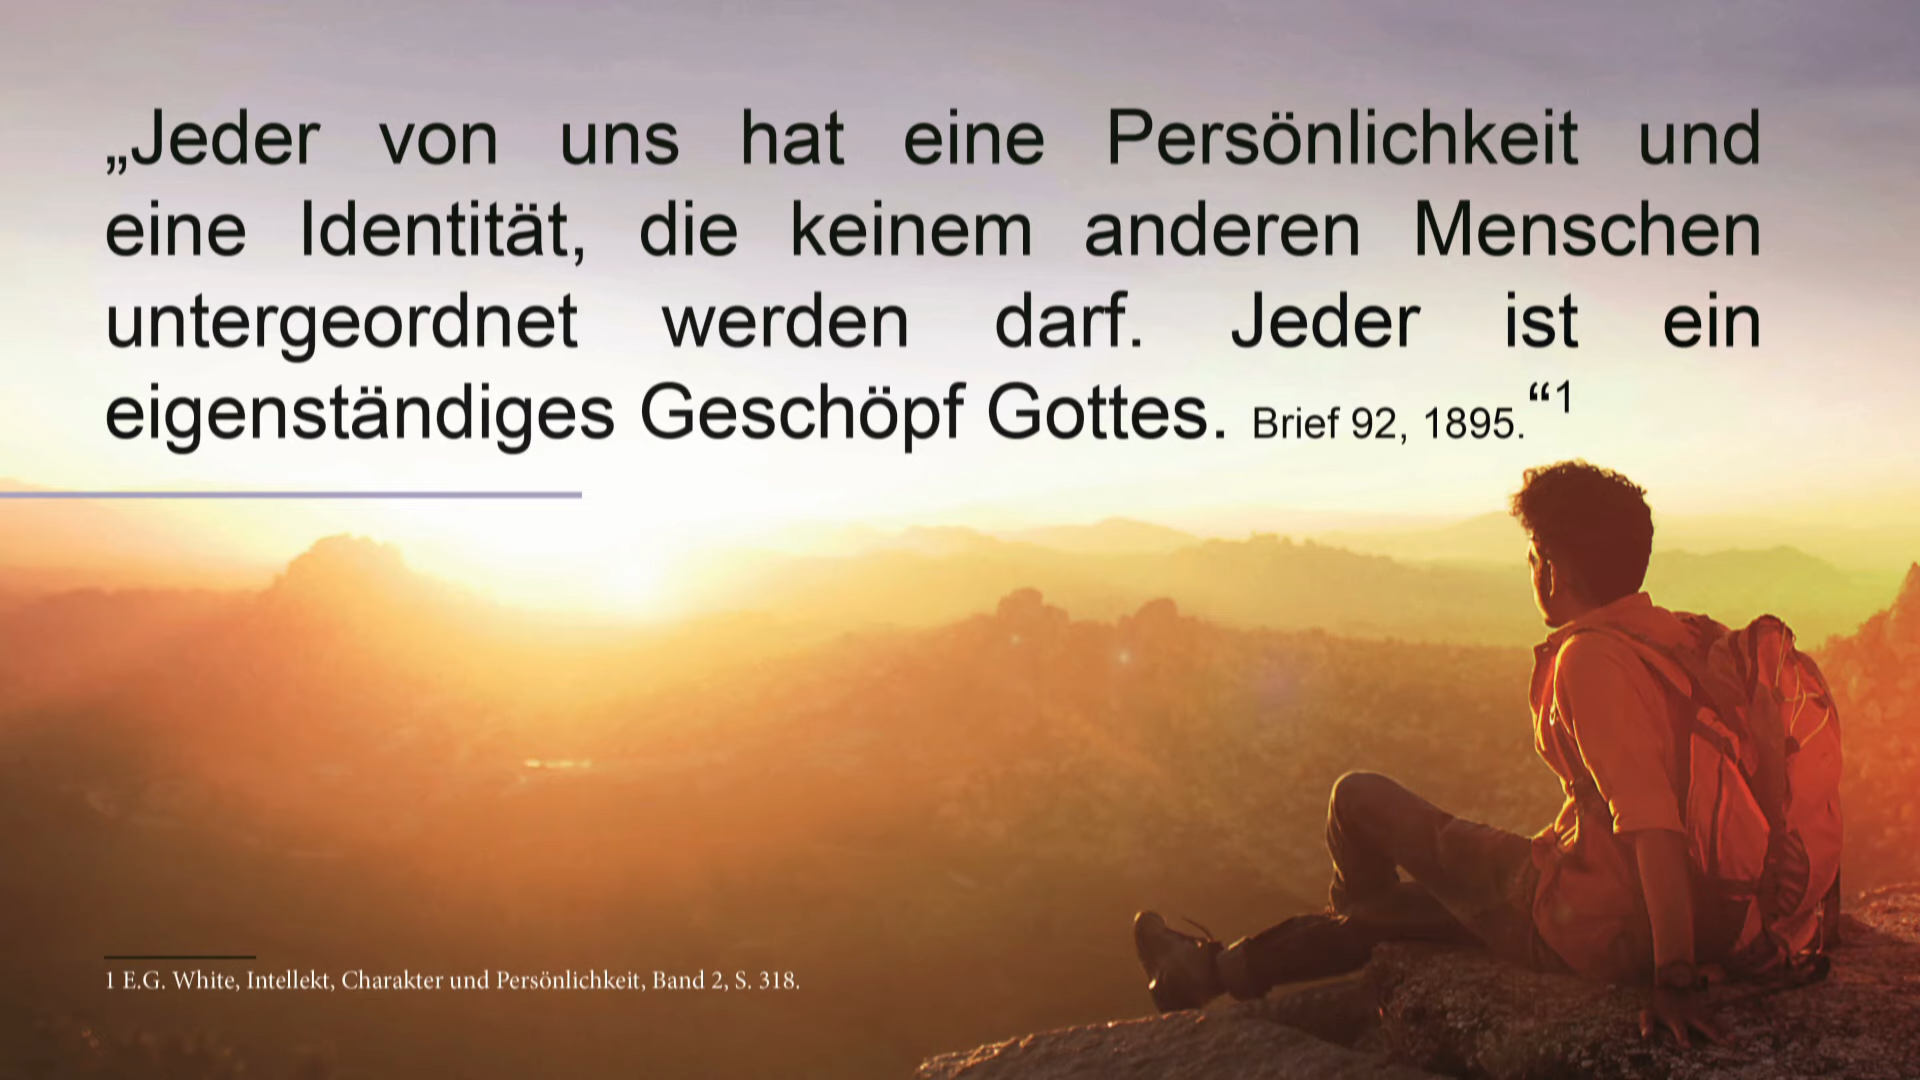 „Jeder von uns hat eine Persönlichkeit und
eine Identität, die keinem anderen Menschen
untergeordnet werden darf. Jeder ist ein
eigenständiges Geschöpf Gottes. Brief 92, 1895.“1
1 E.G. White, Intellekt, Charakter und Persönlichkeit, Band 2, S. 318.